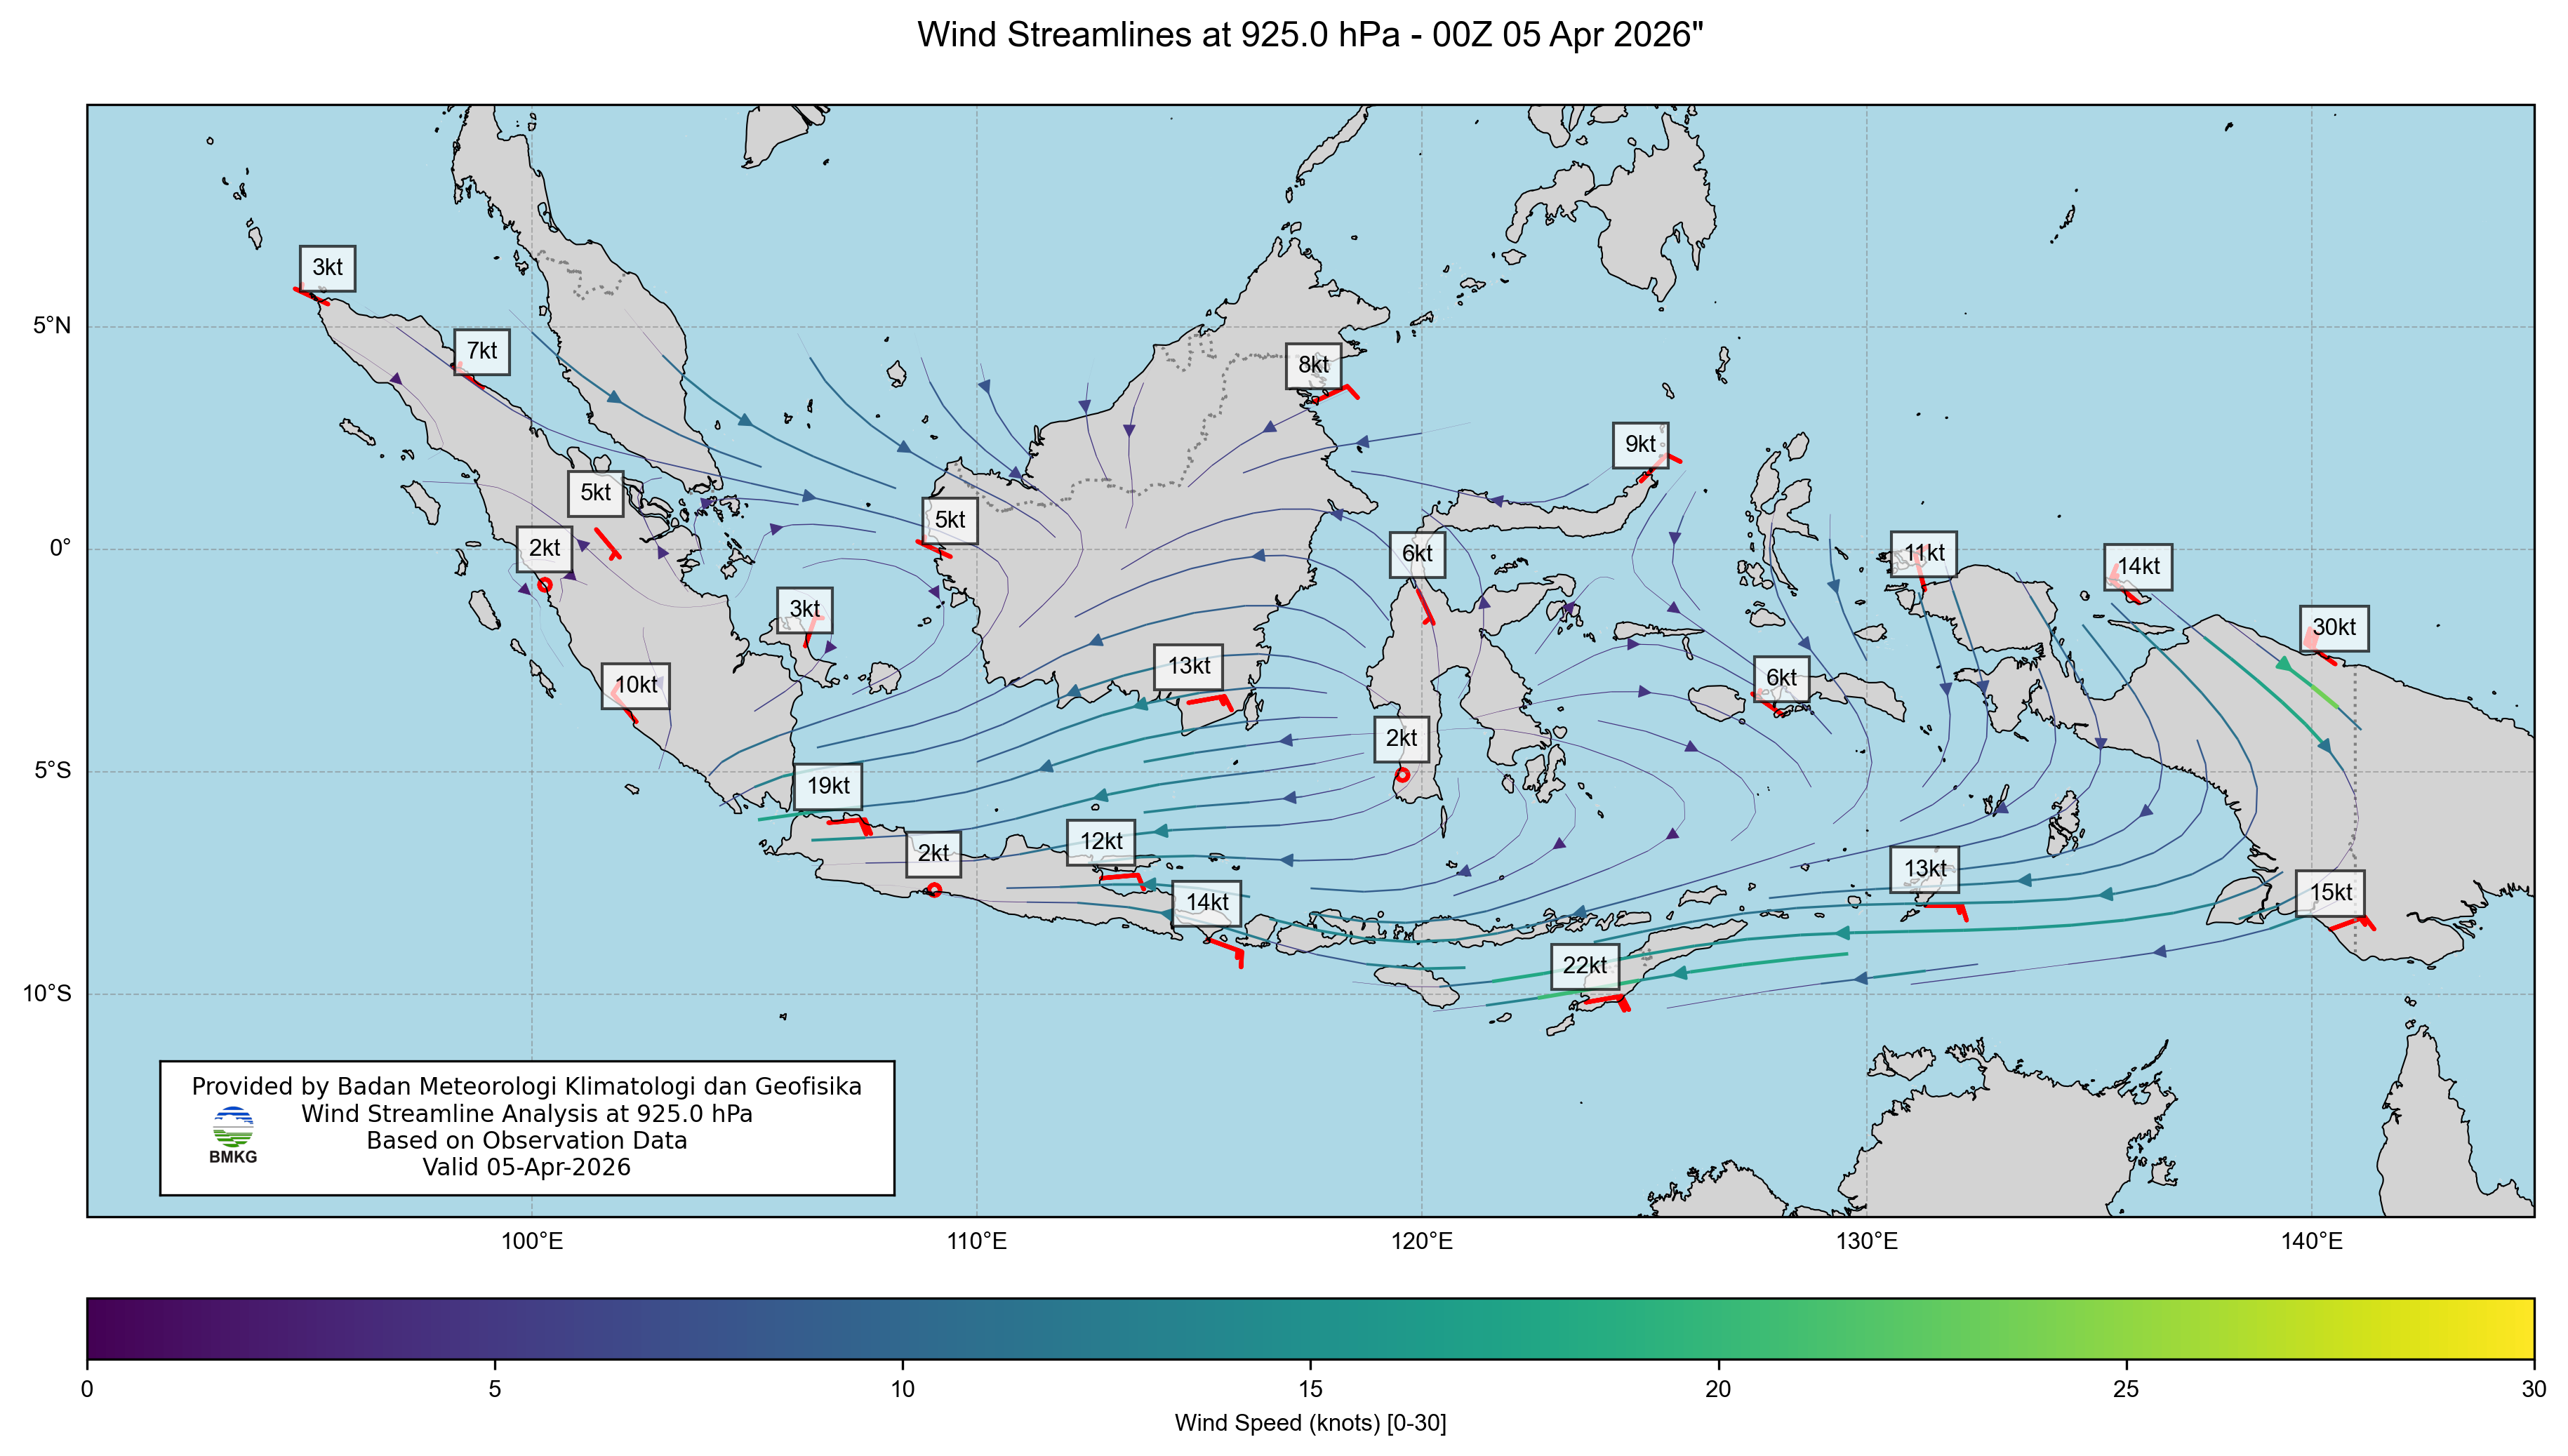 Wind Streamlines at 925.0 hPa - 00Z 05 Apr 2026"
3kt
5°N
7kt
8kt
9kt
5kt
5kt
0°
2kt
6kt
11kt
14kt
3kt
30kt
13kt
10kt
6kt
2kt
5°S
19kt
12kt
2kt
13kt
14kt
15kt
22kt
10°S
Provided by Badan Meteorologi Klimatologi dan Geofisika
Wind Streamline Analysis at 925.0 hPa
Based on Observation Data
BMKG
Valid 05-Apr-2026
100°E 110°E 120°E 130°E 140°E
0 5 10 15 20 25 30
Wind Speed (knots) [0-30]